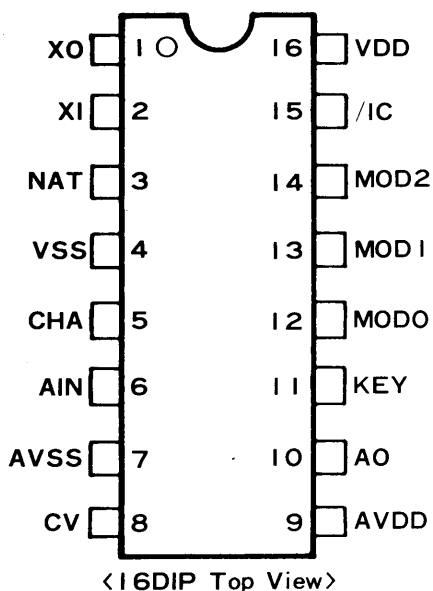 XO 1 16 VDD
XI 2 15 /IC
NAT 3 14 MOD2
VSS 4 13 MOD1
CHA 5 12 MOD0
AIN 6 11 KEY
AVSS 7 10 AO
CV 8 9 AVDD
<16DIP Top View>